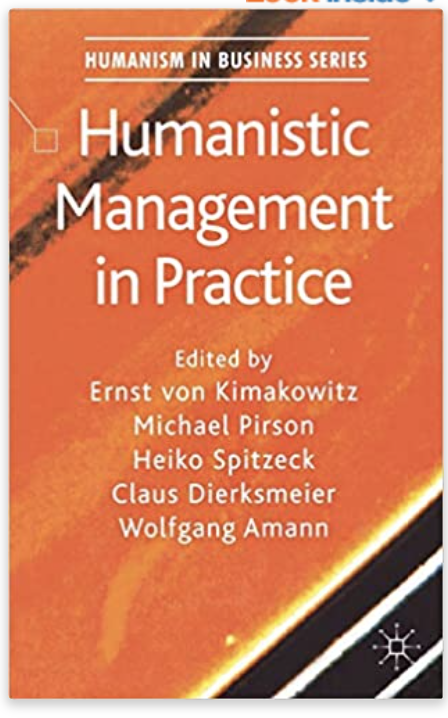 HUMANISM IN BUSINESS SERIES
Humanistic
Management
in Practice
Edited by
Ernst von Kimakowitz
Michael Pirson
Heiko Spitzeck
Claus Dierksmeier
Wolfgang Amann